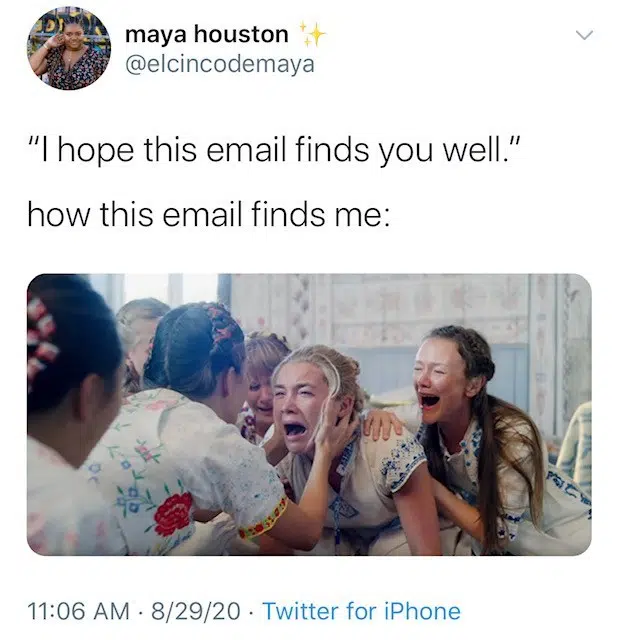 maya houston ✨
@elcincodemaya
“I hope this email finds you well.”
how this email finds me:
11:06 AM · 8/29/20 · Twitter for iPhone